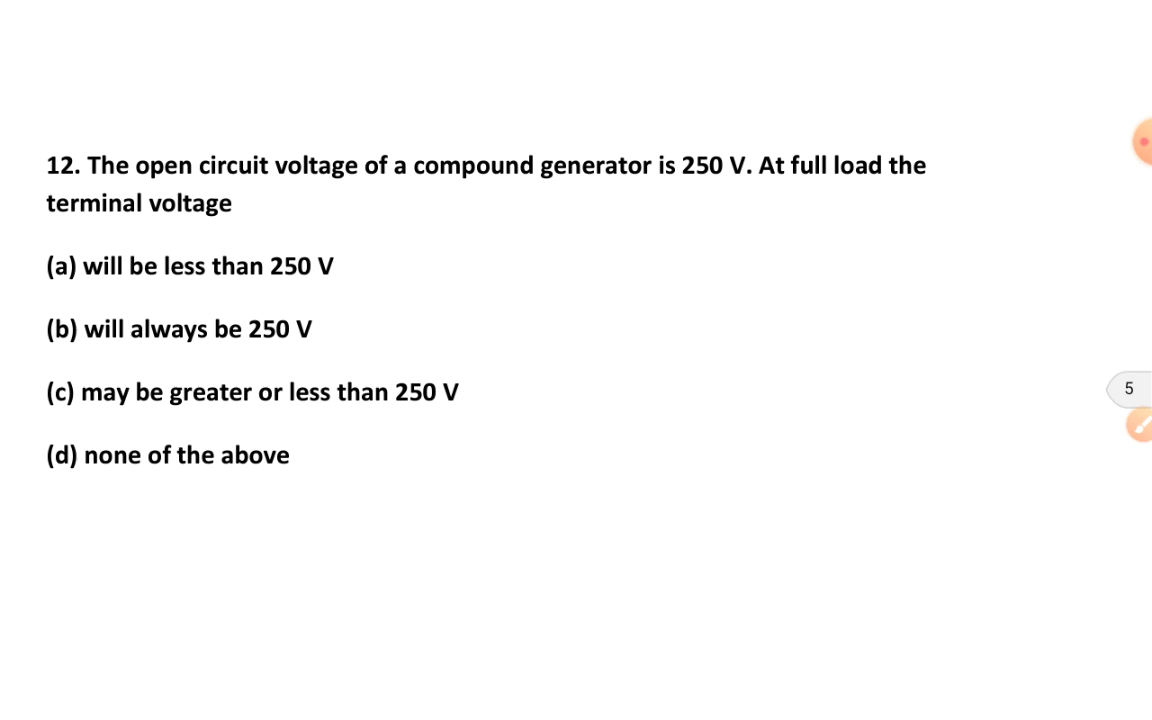 12. The open circuit voltage of a compound generator is 250 V. At full load the
terminal voltage
(a) will be less than 250 V
(b) will always be 250 V
(c) may be greater or less than 250 V
5
(d) none of the above